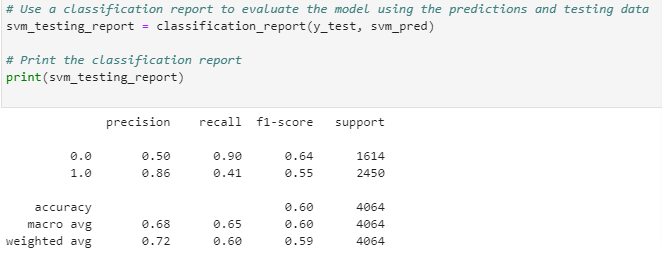 # Use a classification report to evaluate the model using the predictions and testing data
svm_testing_report = classification_report(y_test, svm_pred)
# Print the classification report
print(svm_testing_report)
precision recall f1-score support
0.0 0.50 0.90 0.64 1614
1.0 0.86 0.41 0.55 2450
accuracy 0.60 4064
macro avg 0.68 0.65 0.60 4064
weighted avg 0.72 0.60 0.59 4064